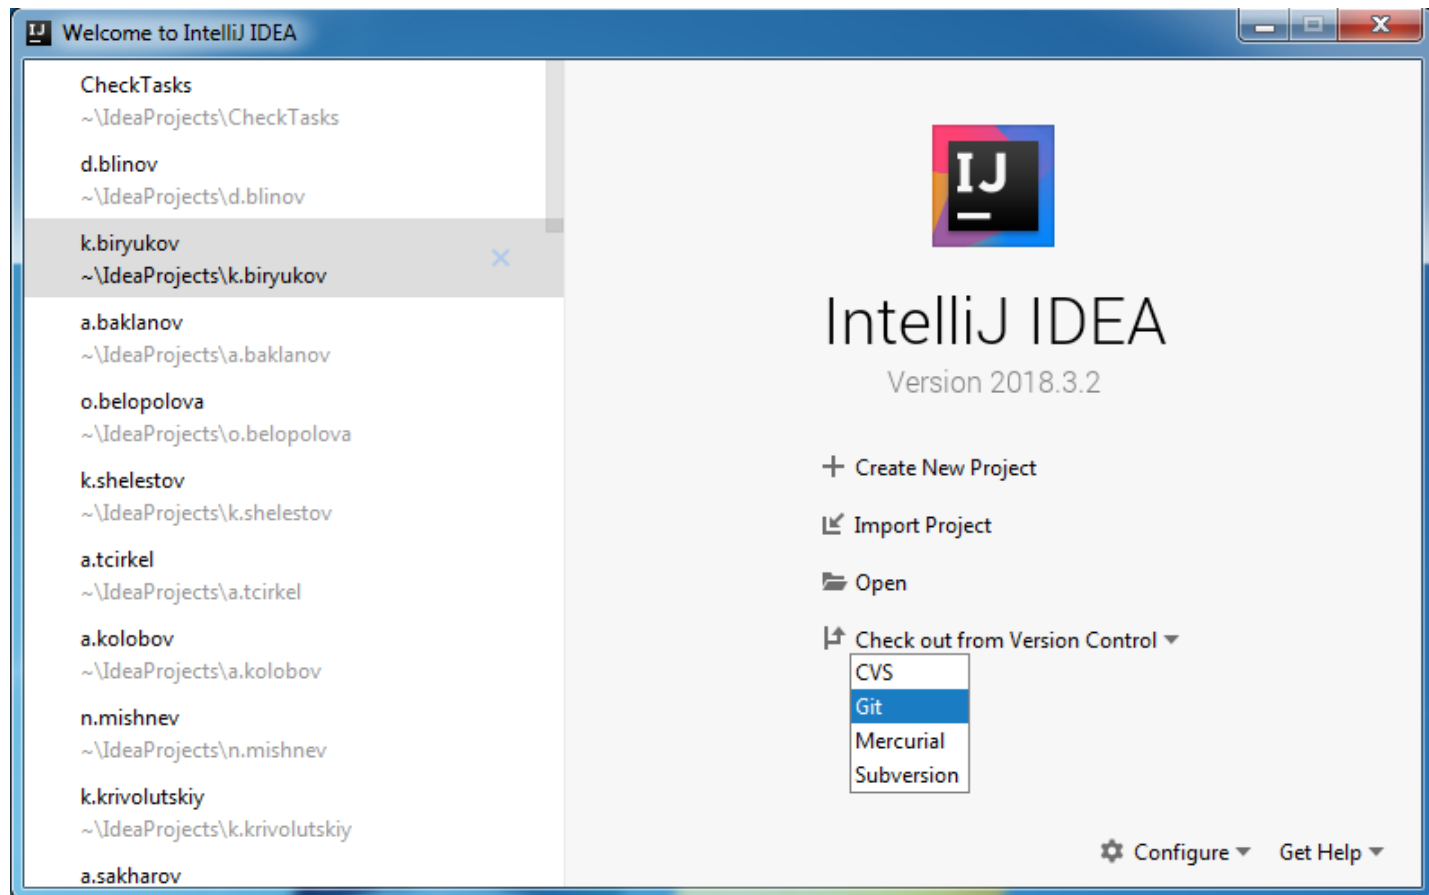 Welcome to IntelliJ IDEA
CheckTasks
~\IdeaProjects\CheckTasks
d.blinov
~\IdeaProjects\d.blinov
k.biryukov
~\IdeaProjects\k.biryukov
a.baklanov
~\IdeaProjects\a.baklanov
o.belopolova
~\IdeaProjects\o.belopolova
k.shelestov
~\IdeaProjects\k.shelestov
a.tcirkel
~\IdeaProjects\a.tcirkel
a.kolobov
~\IdeaProjects\a.kolobov
n.mishnev
~\IdeaProjects\n.mishnev
k.krivolutskiy
~\IdeaProjects\k.krivolutskiy
a.sakharov
IJ
IntelliJ IDEA
Version 2018.3.2
Create New Project
Import Project
Open
Check out from Version Control
CVS
Git
Mercurial
Subversion
Configure
Get Help